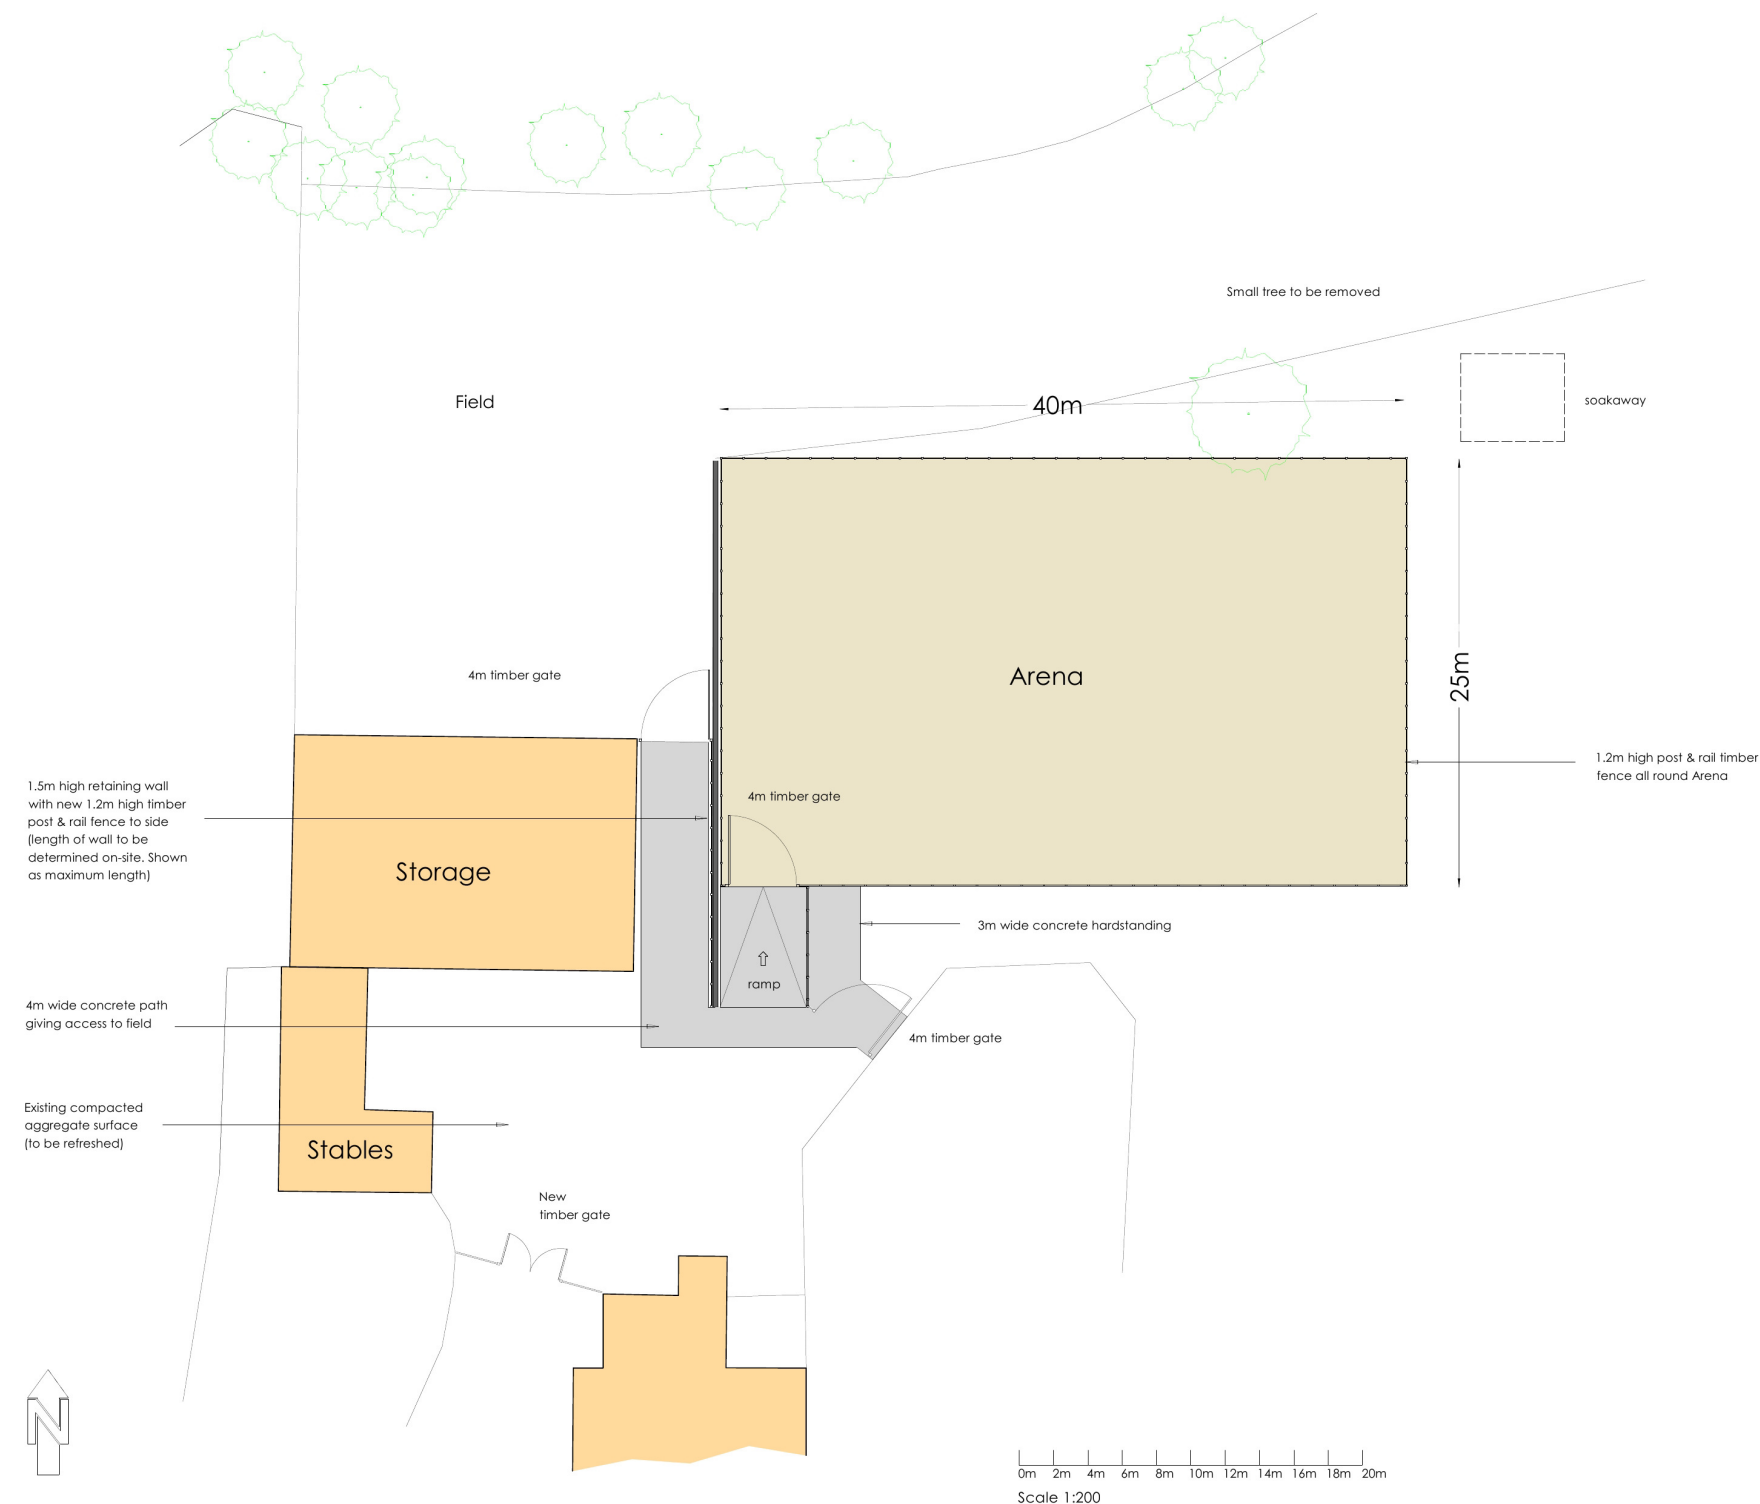 Small tree to be removed
Field
40m
soakaway
25m
4m timber gate
Arena
1.2m high post & rail timber
fence all round Arena
1.5m high retaining wall
with new 1.2m high timber
post & rail fence to side
(length of wall to be
determined on-site. Shown
as maximum length)
4m timber gate
Storage
3m wide concrete hardstanding
ramp
4m wide concrete path
giving access to field
4m timber gate
Existing compacted
aggregate surface
(to be refreshed)
Stables
New
timber gate
N
0m 2m 4m 6m 8m 10m 12m 14m 16m 18m 20m
Scale 1:200